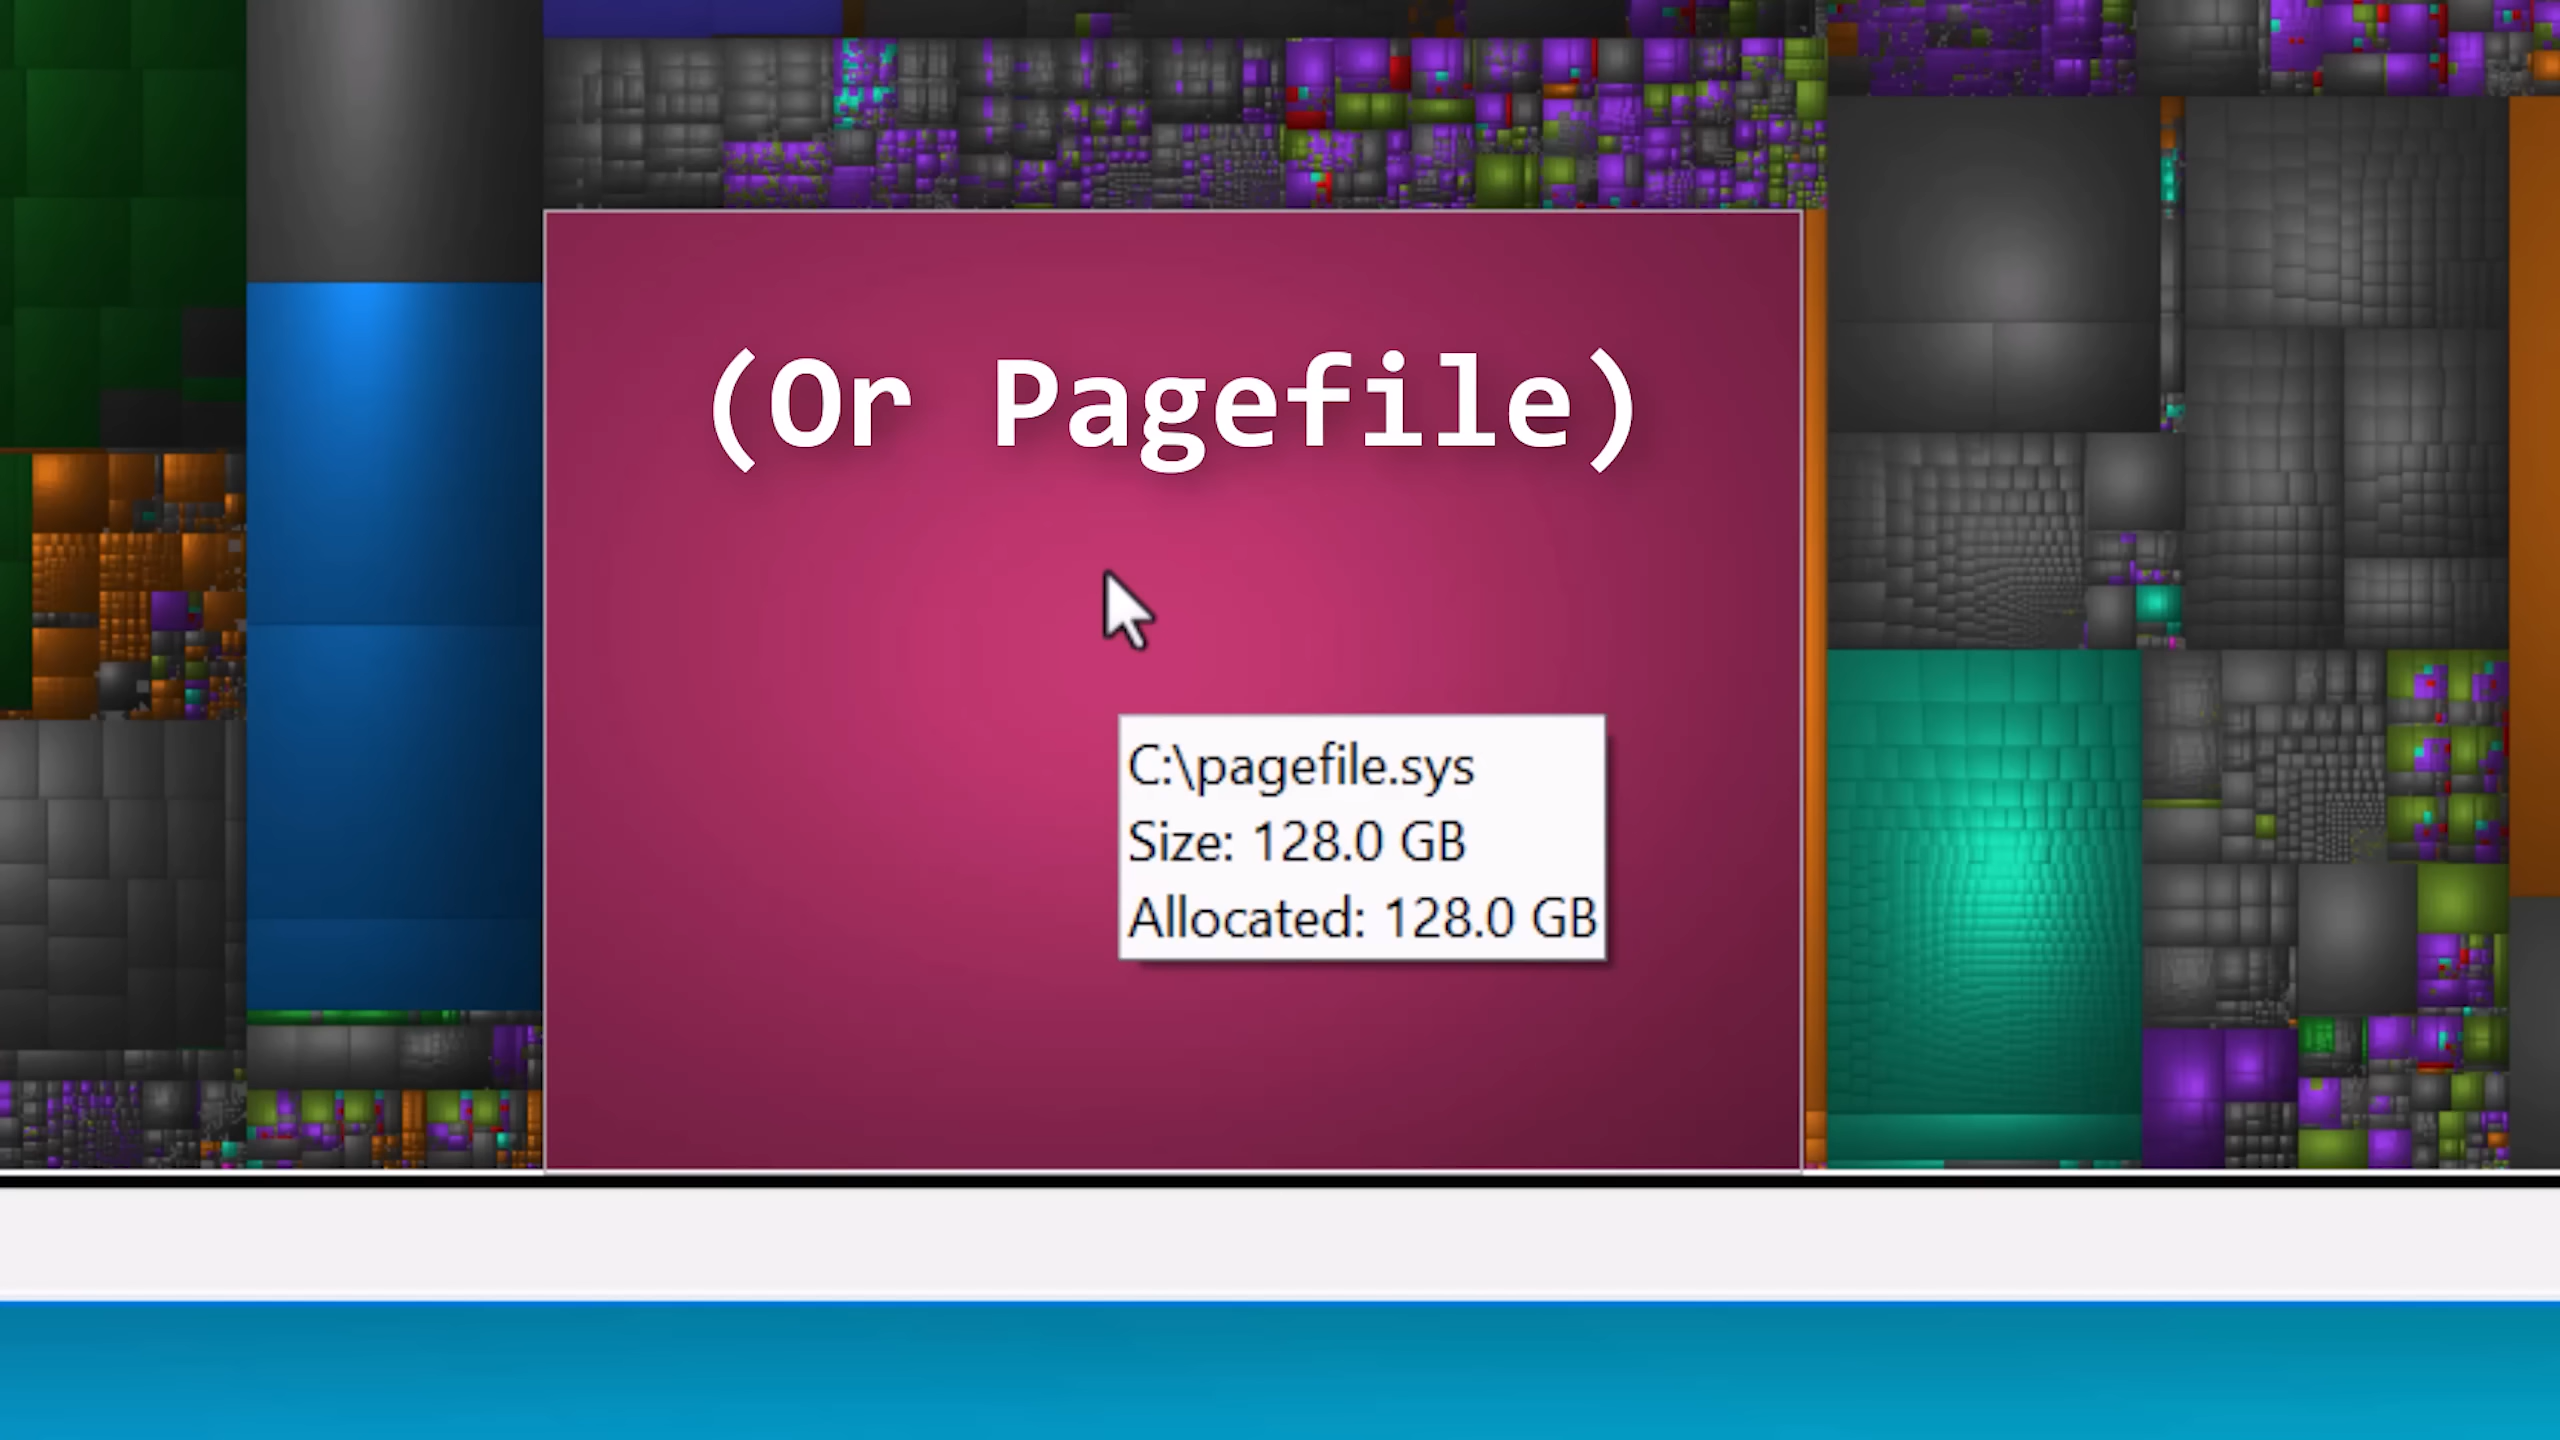 (Or Pagefile)
C:\pagefile.sys
Size: 128.0 GB
Allocated: 128.0 GB